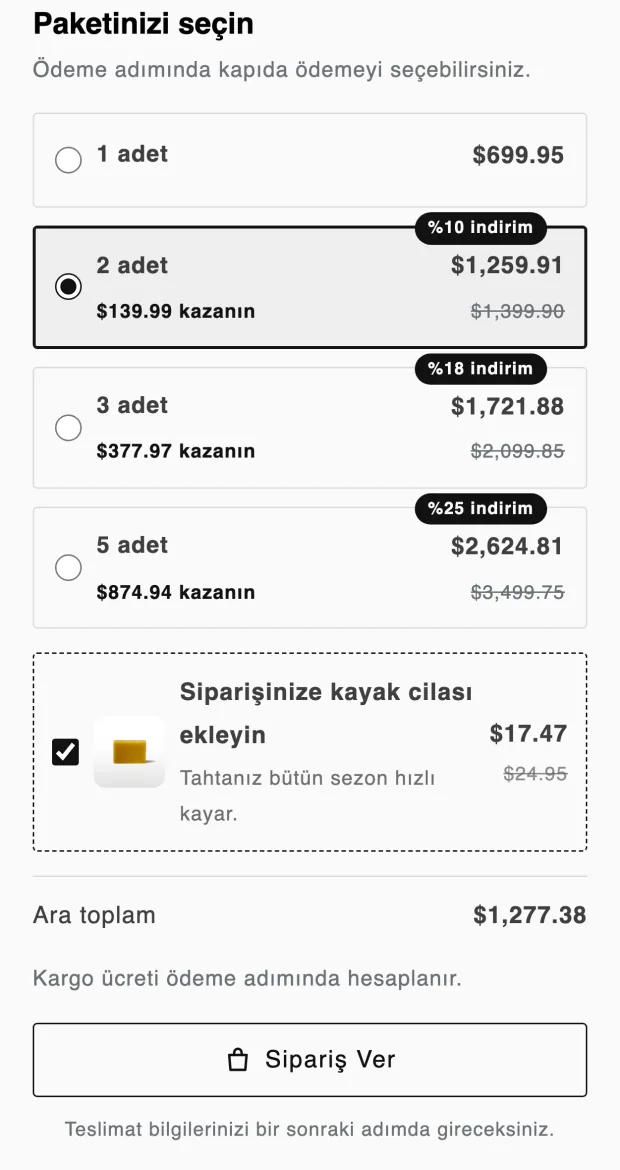 Paketinizi seçin
Ödeme adımında kapıda ödemeyi seçebilirsiniz.
1 adet $699.95
%10 indirim
2 adet $1,259.91
$139.99 kazanın $1,399.90
%18 indirim
3 adet $1,721.88
$377.97 kazanın $2,099.85
%25 indirim
5 adet $2,624.81
$874.94 kazanın $3,499.75
Siparişinize kayak cilası
ekleyin $17.47
Tahtanız bütün sezon hızlı $24.95
kayar.
Ara toplam $1,277.38
Kargo ücreti ödeme adımında hesaplanır.
Sipariş Ver
Teslimat bilgilerinizi bir sonraki adımda gireceksiniz.